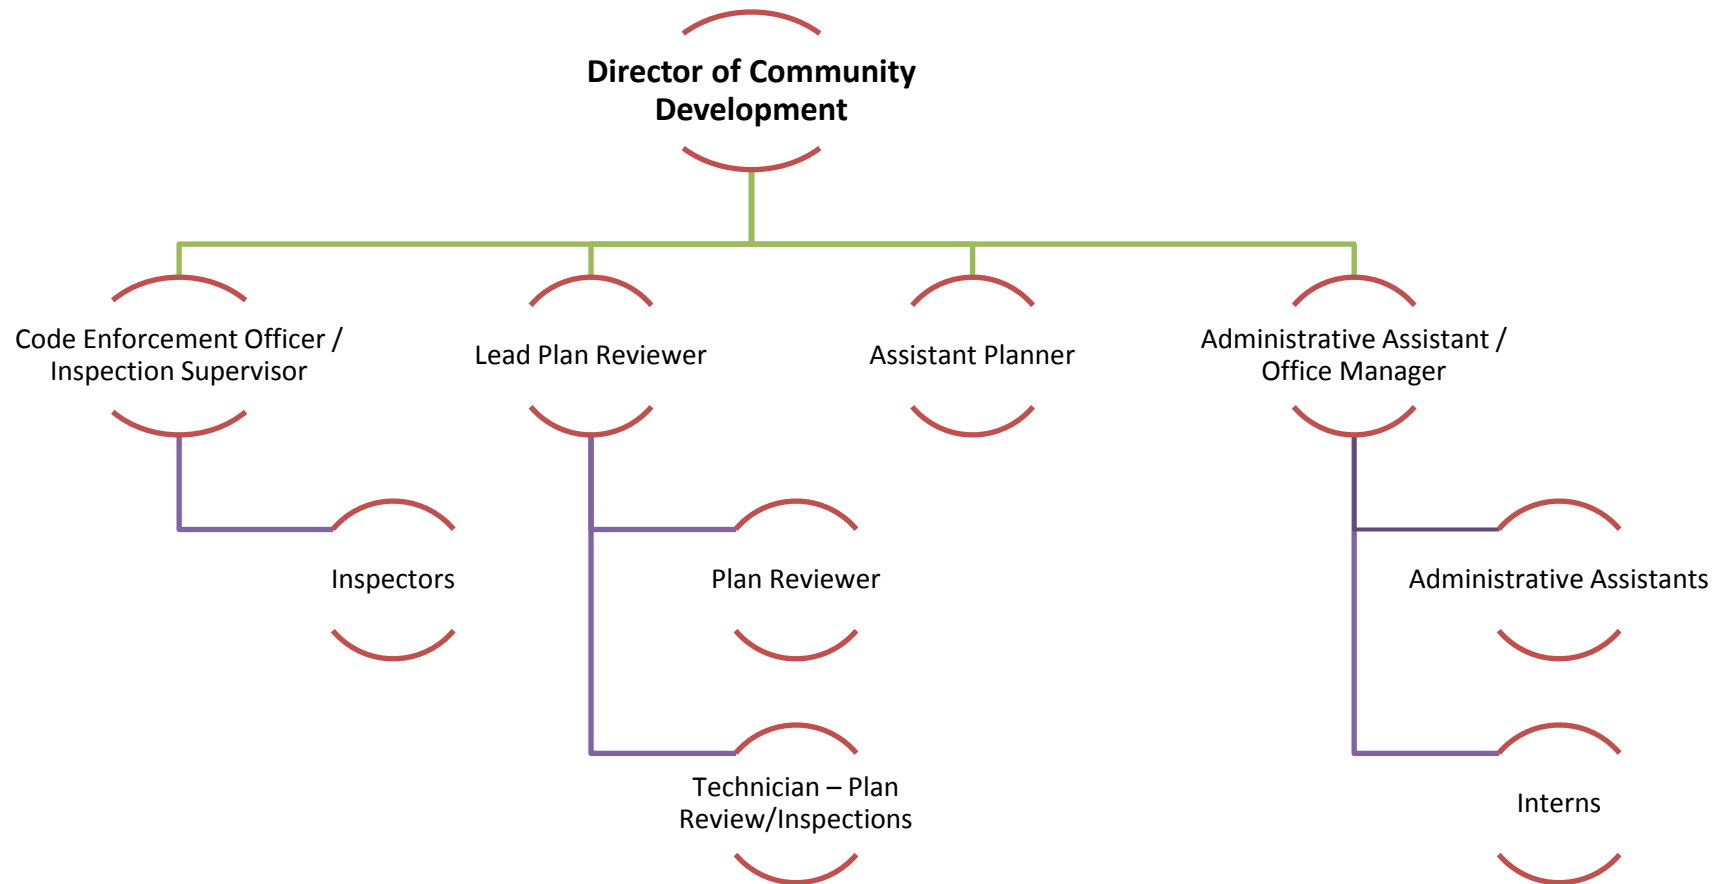 Director of Community
Development
Code Enforcement Officer /
Inspection Supervisor
Lead Plan Reviewer
Assistant Planner
Administrative Assistant /
Office Manager
Inspectors
Plan Reviewer
Administrative Assistants
Technician – Plan
Review/Inspections
Interns